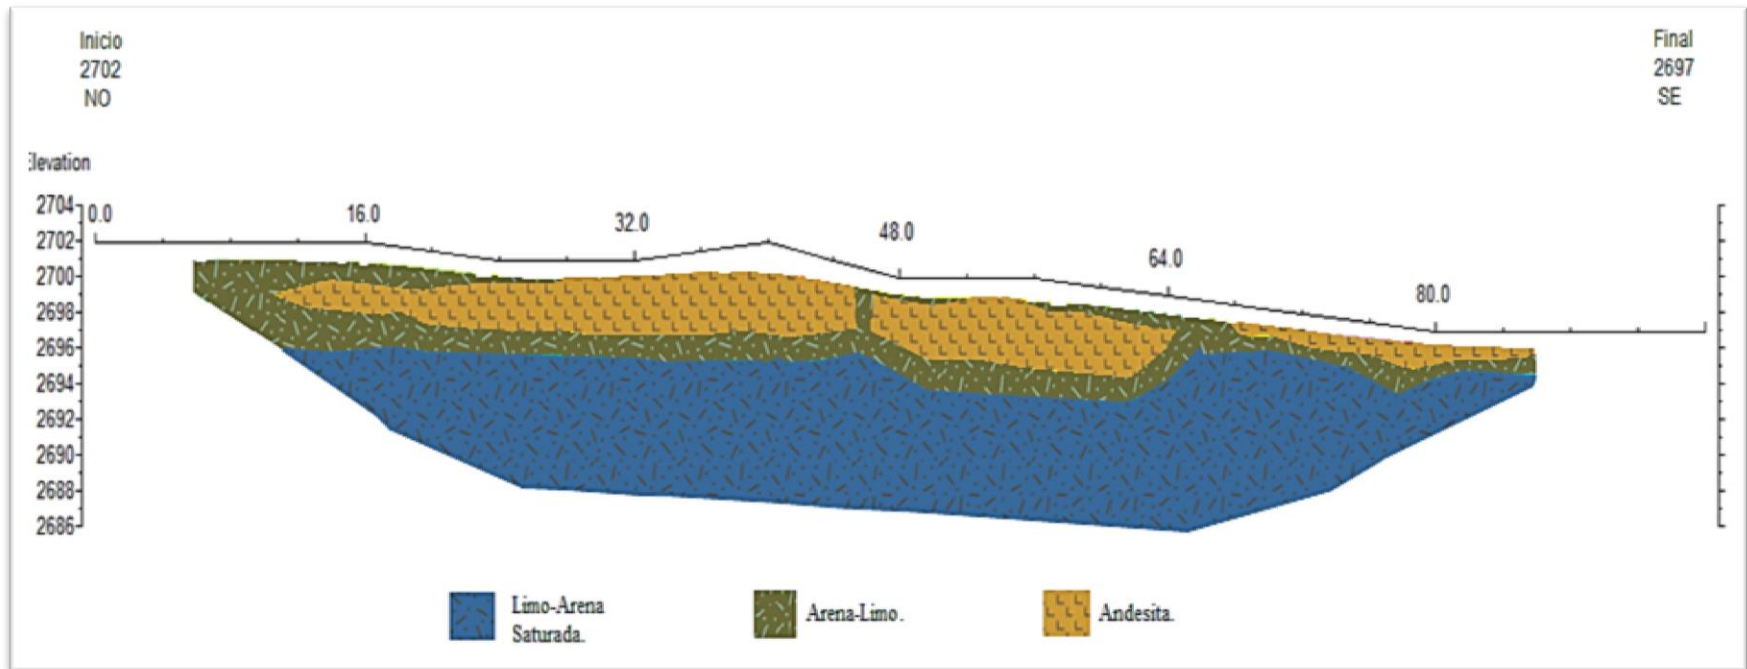 Inicio
2702
NO
Final
2697
SE
Elevation
2704
2702
2700
2698
2696
2694
2692
2690
2688
2686
0.0
16.0
32.0
48.0
64.0
80.0
Limo-Arena
Saturada.
Arena-Limo.
Andesita.